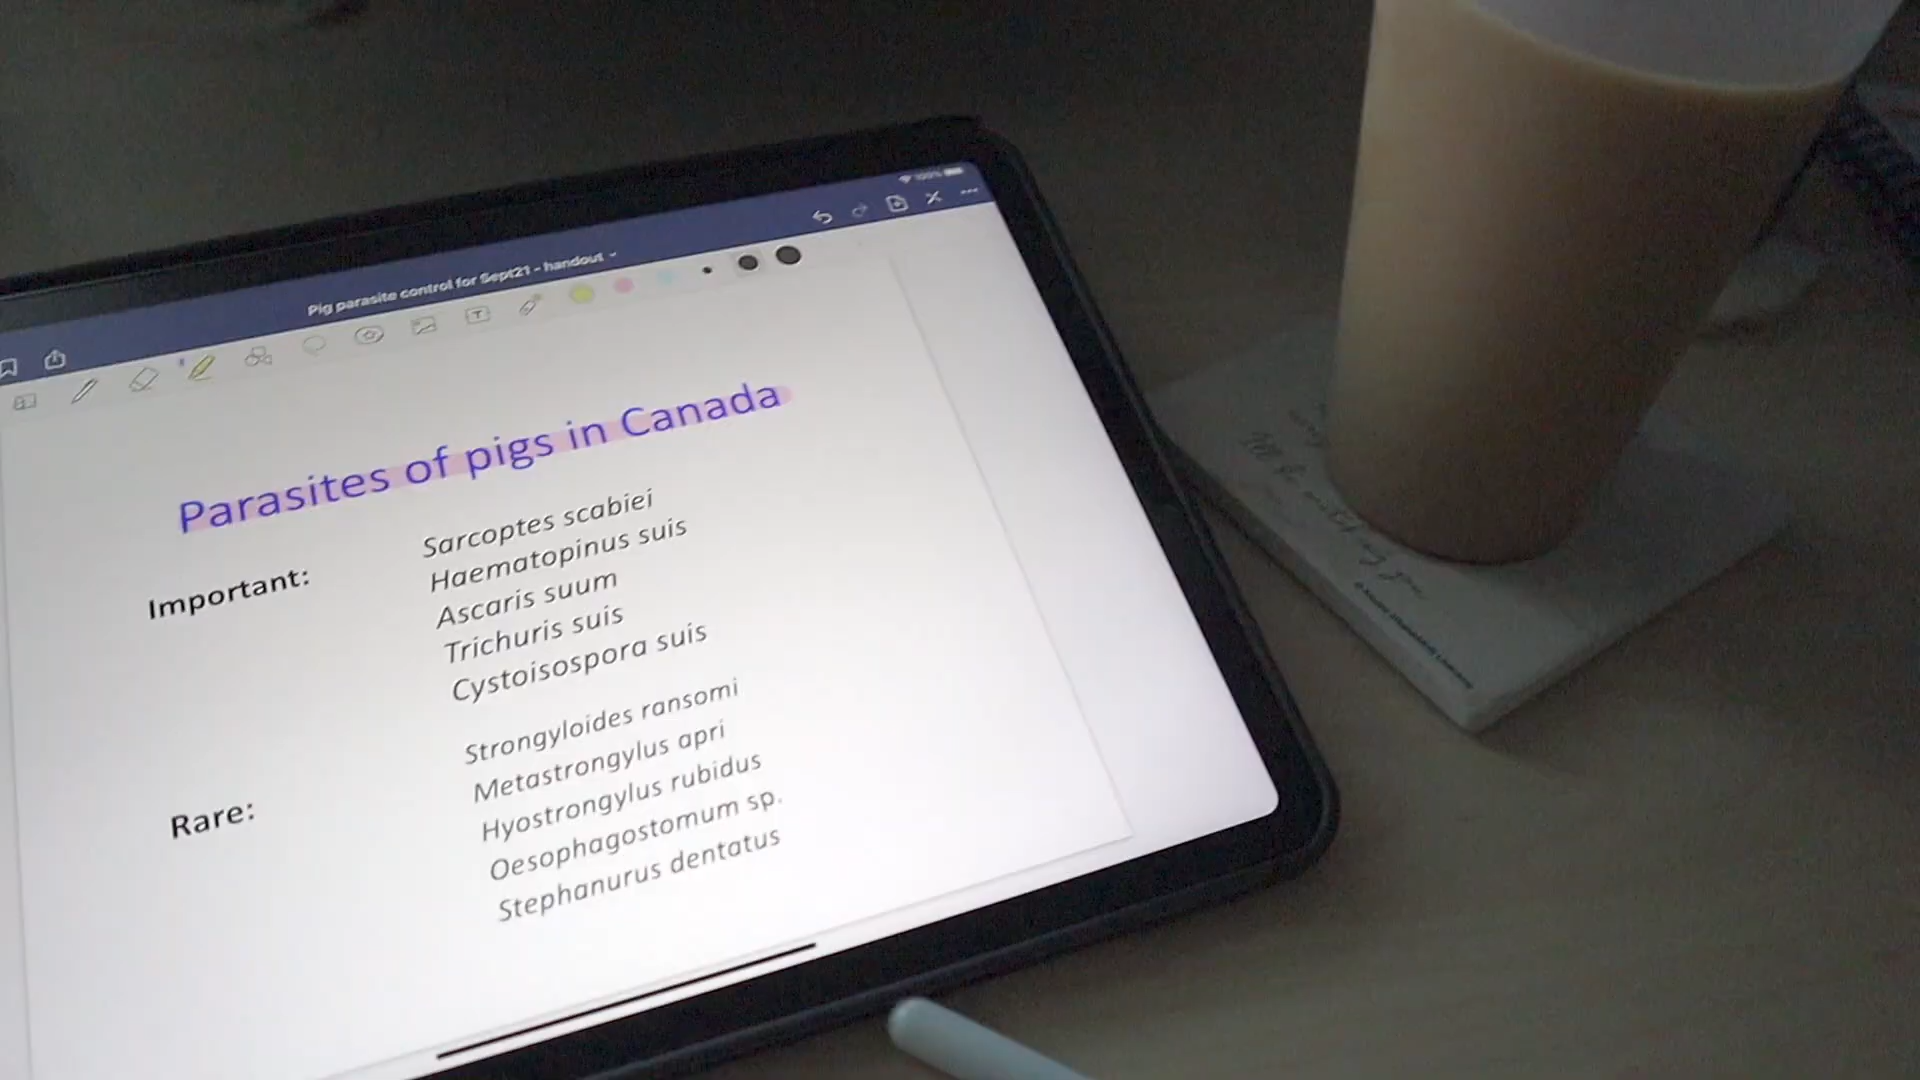 100%
Pig parasite control for Sept21 - handout
Parasites of pigs in Canada
Important:
Sarcoptes scabiei
Haematopinus suis
Ascaris suum
Trichuris suis
Cystoisospora suis
Rare:
Strongyloides ransomi
Metastrongylus apri
Hyostrongylus rubidus
Oesophagostomum sp.
Stephanurus dentatus